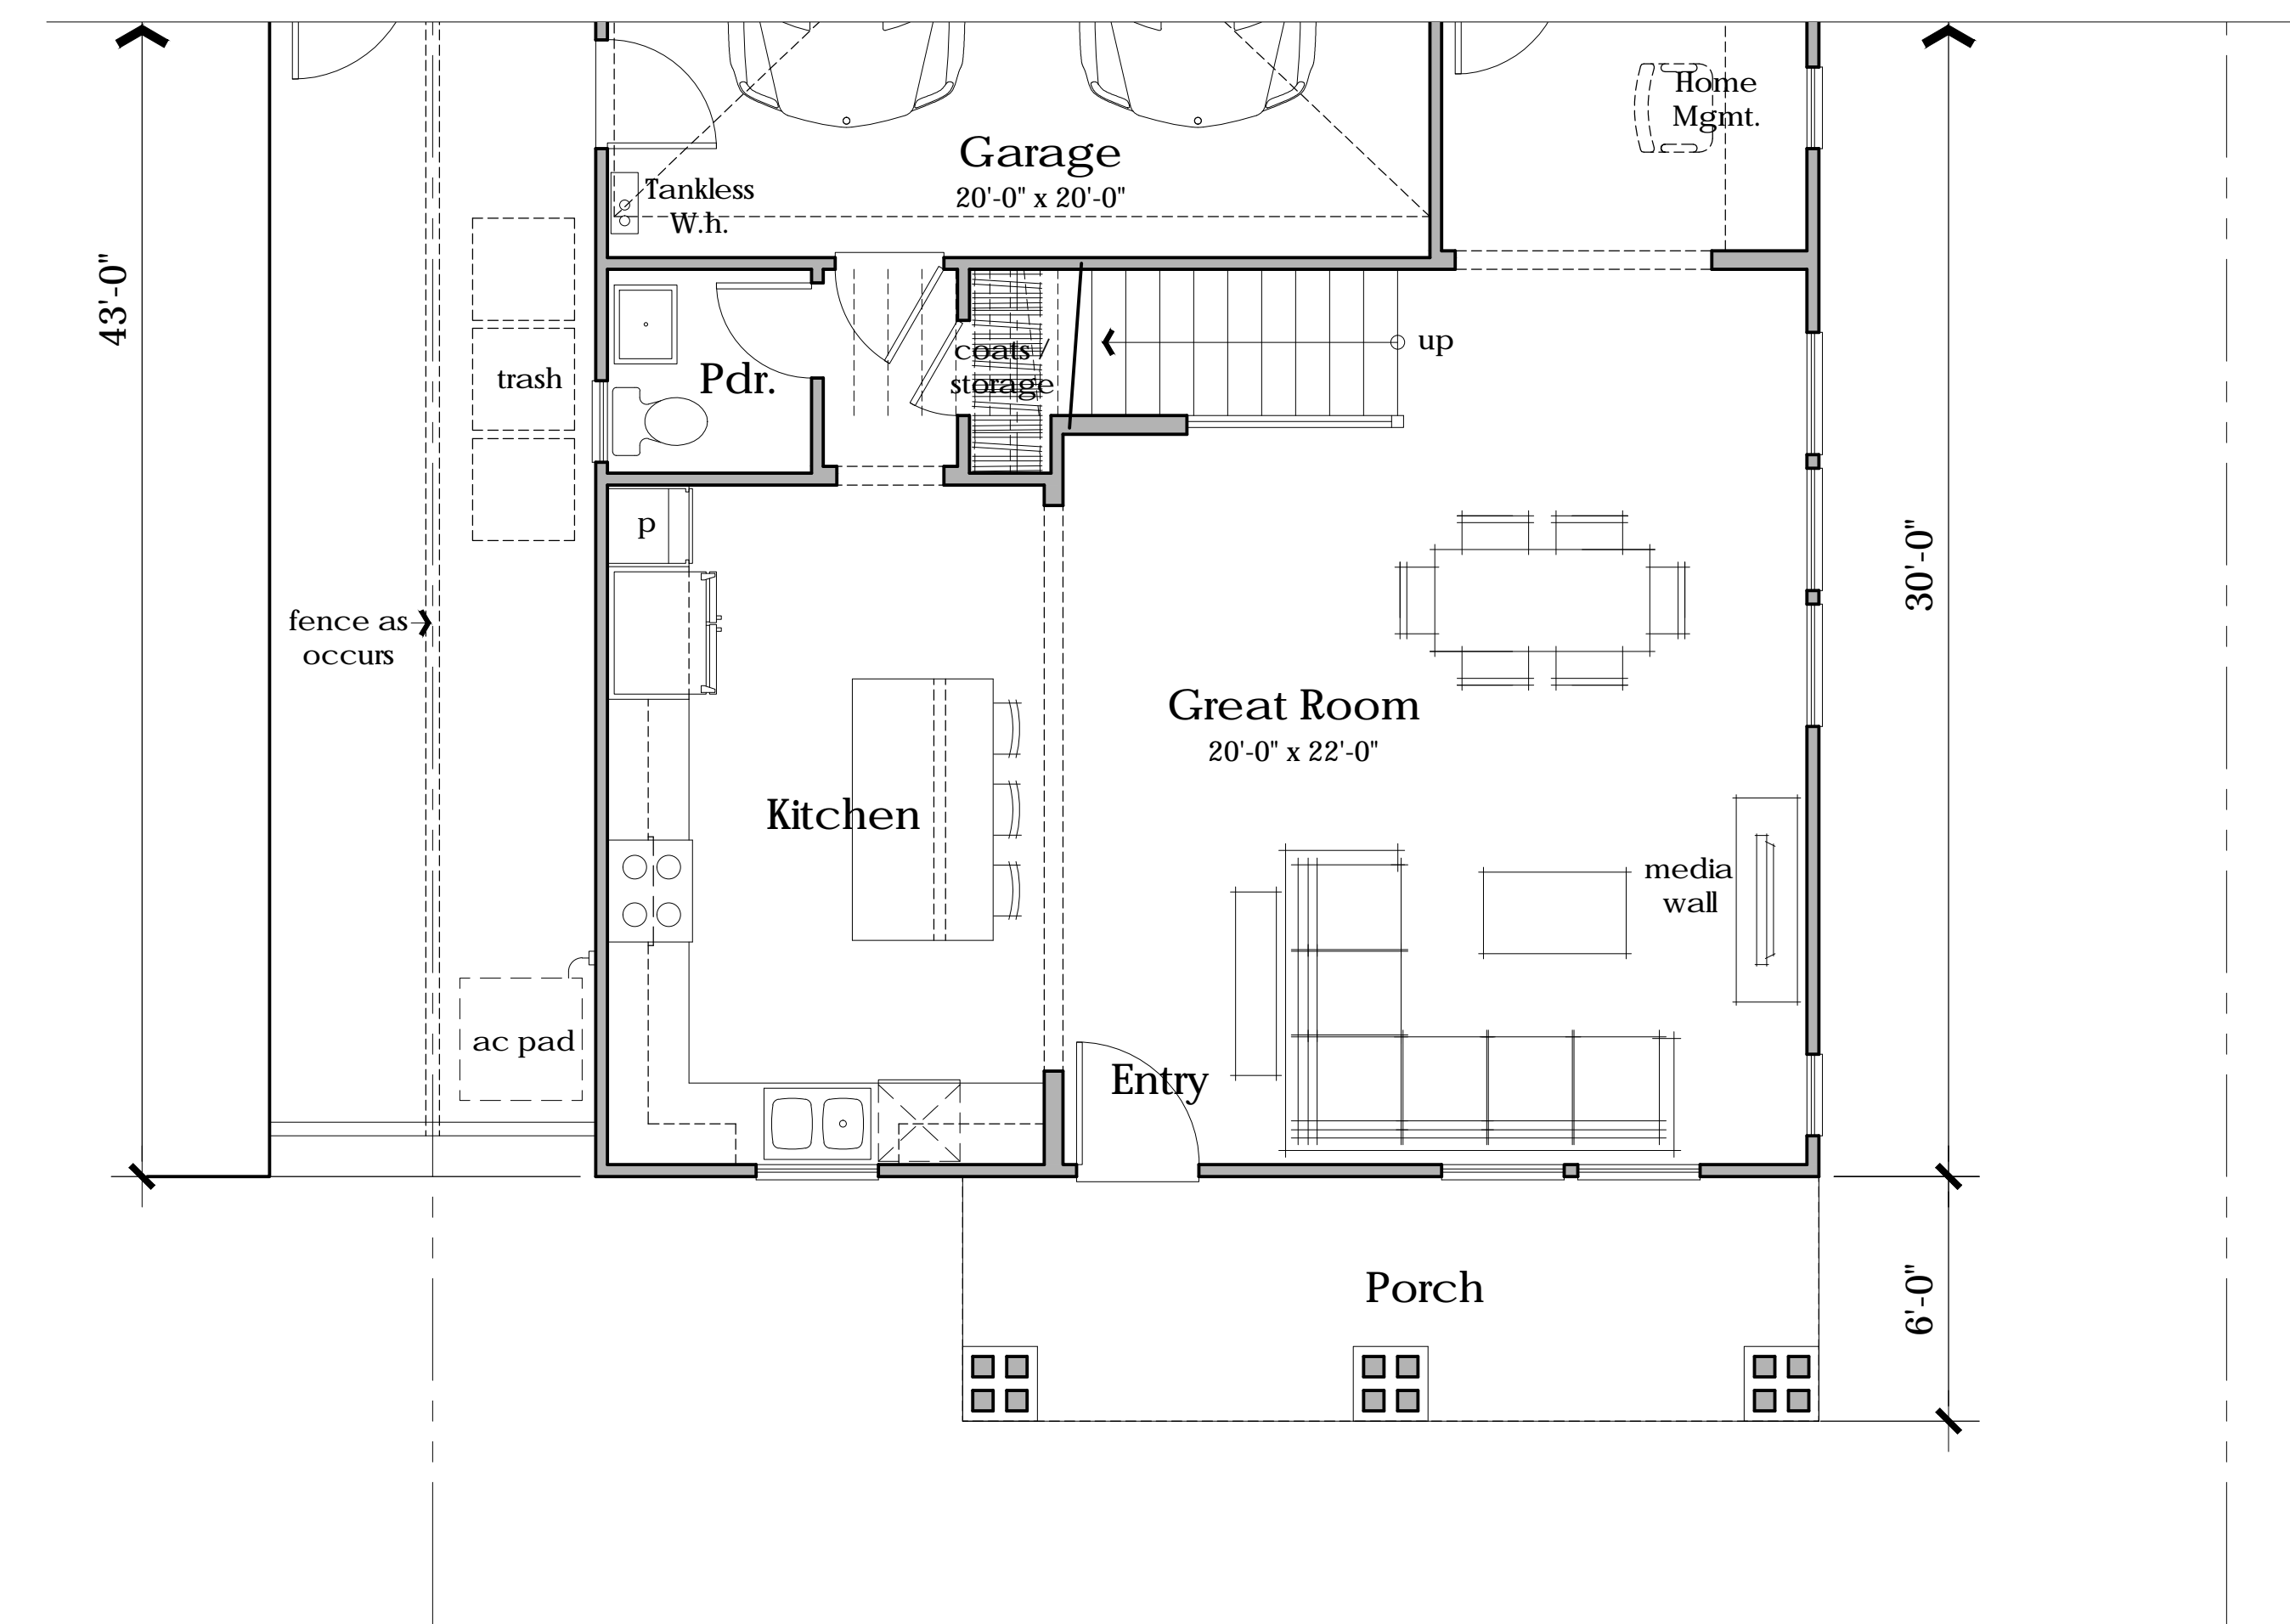 Home
Mgmt.
Garage
20'-0" x 20'-0"
Tankless
W.h.
43'-0"
coats /
storage
up
trash
Pdr.
p
30'-0"
fence as
occurs
Great Room
20'-0" x 22'-0"
Kitchen
media
wall
ac pad
Entry
Porch
6'-0"